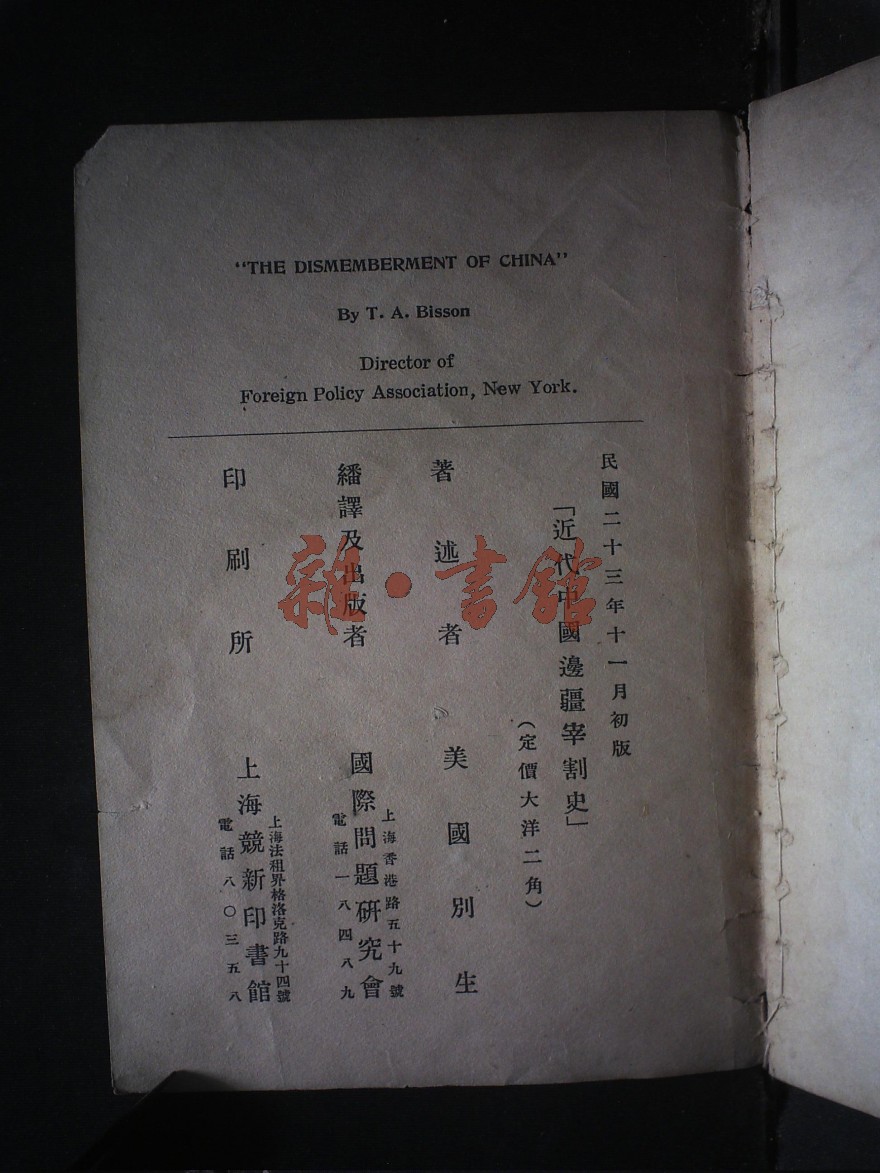 “THE DISMEMBERMENT OF CHINA”
By T. A. Bisson
Director of
Foreign Policy Association, New York.
民國二十三年十一月初版
「近代中國邊疆宰割史」
（定價大洋二角）
著述者 美國別生
繙譯及出版者 國際問題研究會
上海香港路五十九號
電話一八四八九
印刷所 上海競新印書館
上海法租界格洛克路九十四號
電話八〇三五八
雜·書館